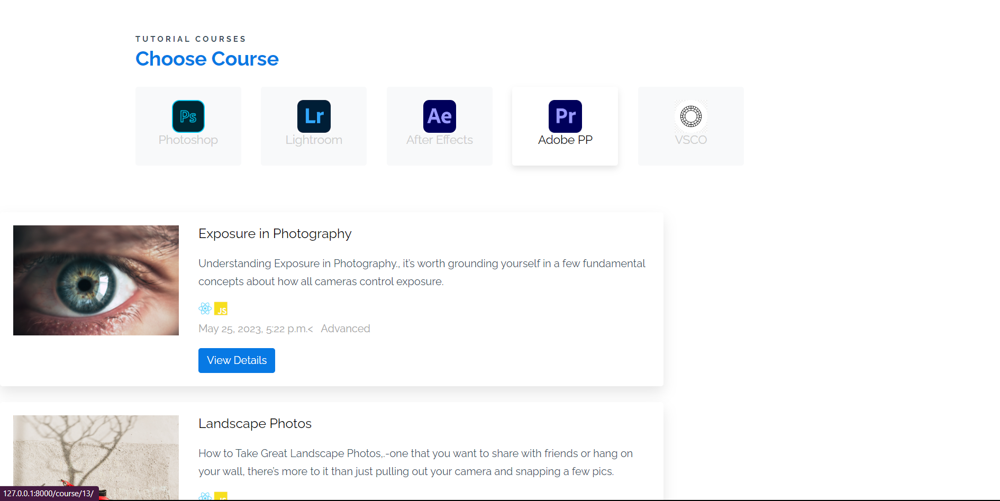 TUTORIAL COURSES
Choose Course
Ps
Lr
Ae
Pr
Photoshop
Lightroom
After Effects
Adobe PP
VSCO
Exposure in Photography
Understanding Exposure in Photography., it's worth grounding yourself in a few fundamental
concepts about how all cameras control exposure.
JS
May 25, 2023, 5:22 p.m.< Advanced
View Details
Landscape Photos
How to Take Great Landscape Photos,.-one that you want to share with friends or hang on
your wall, there's more to it than just pulling out your camera and snapping a few pics.
JS
127.0.0.1:8000/course/13/